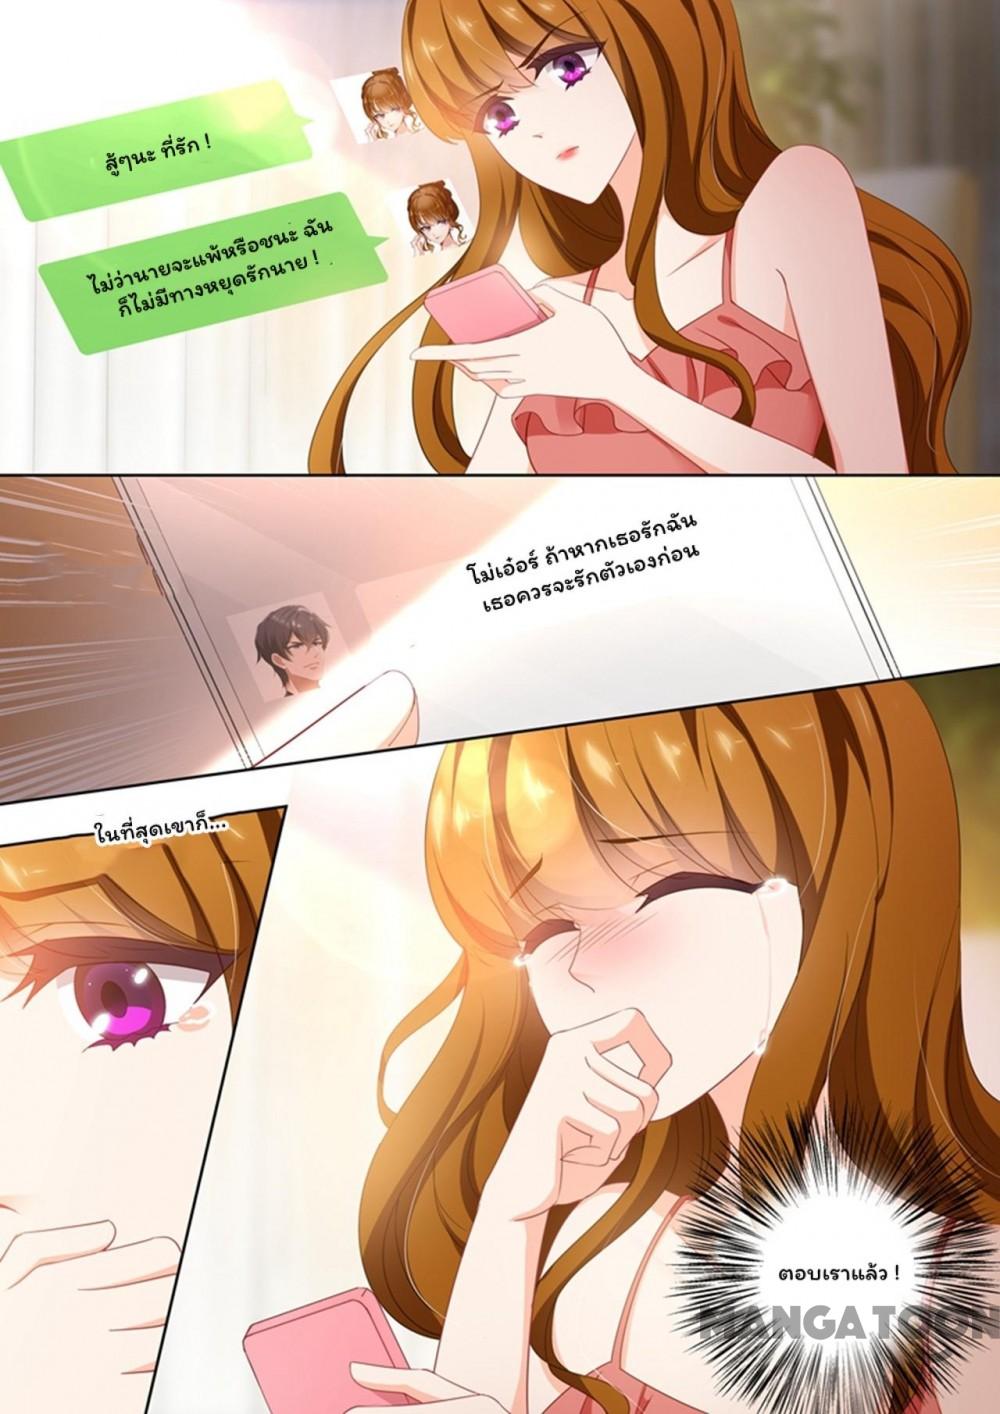 สู้ๆนะ ที่รัก !
ไม่ว่านายจะแพ้หรือชนะ ฉัน
ก็ไม่มีทางหยุดรักนาย !
โม่เอ๋อร์ ถ้าหากเธอรักฉัน
เธอควรจะรักตัวเองก่อน
ในที่สุดเขาก็...
ตอบเราแล้ว !
MANGATOON